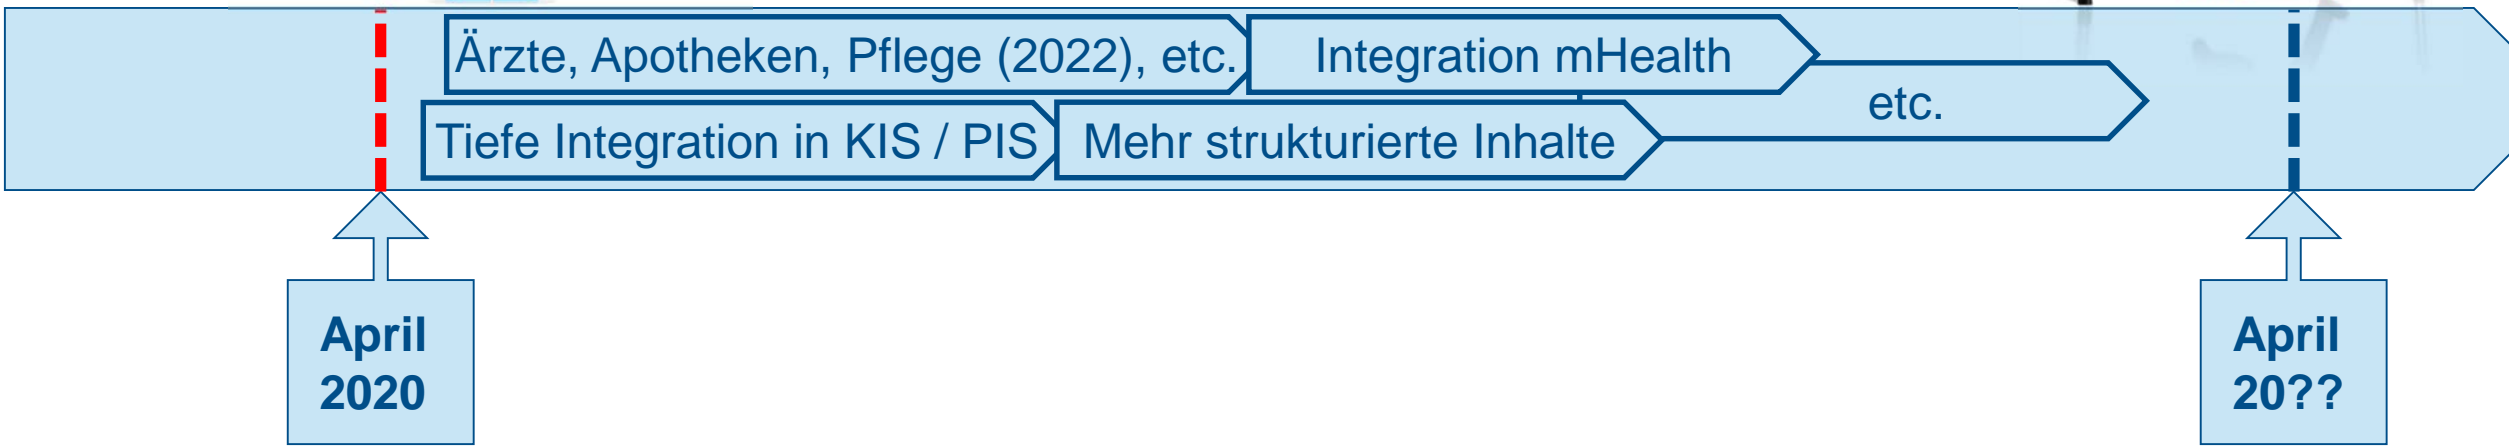 Ärzte, Apotheken, Pflege (2022), etc.
Integration mHealth
etc.
Tiefe Integration in KIS / PIS
Mehr strukturierte Inhalte
April
2020
April
20??